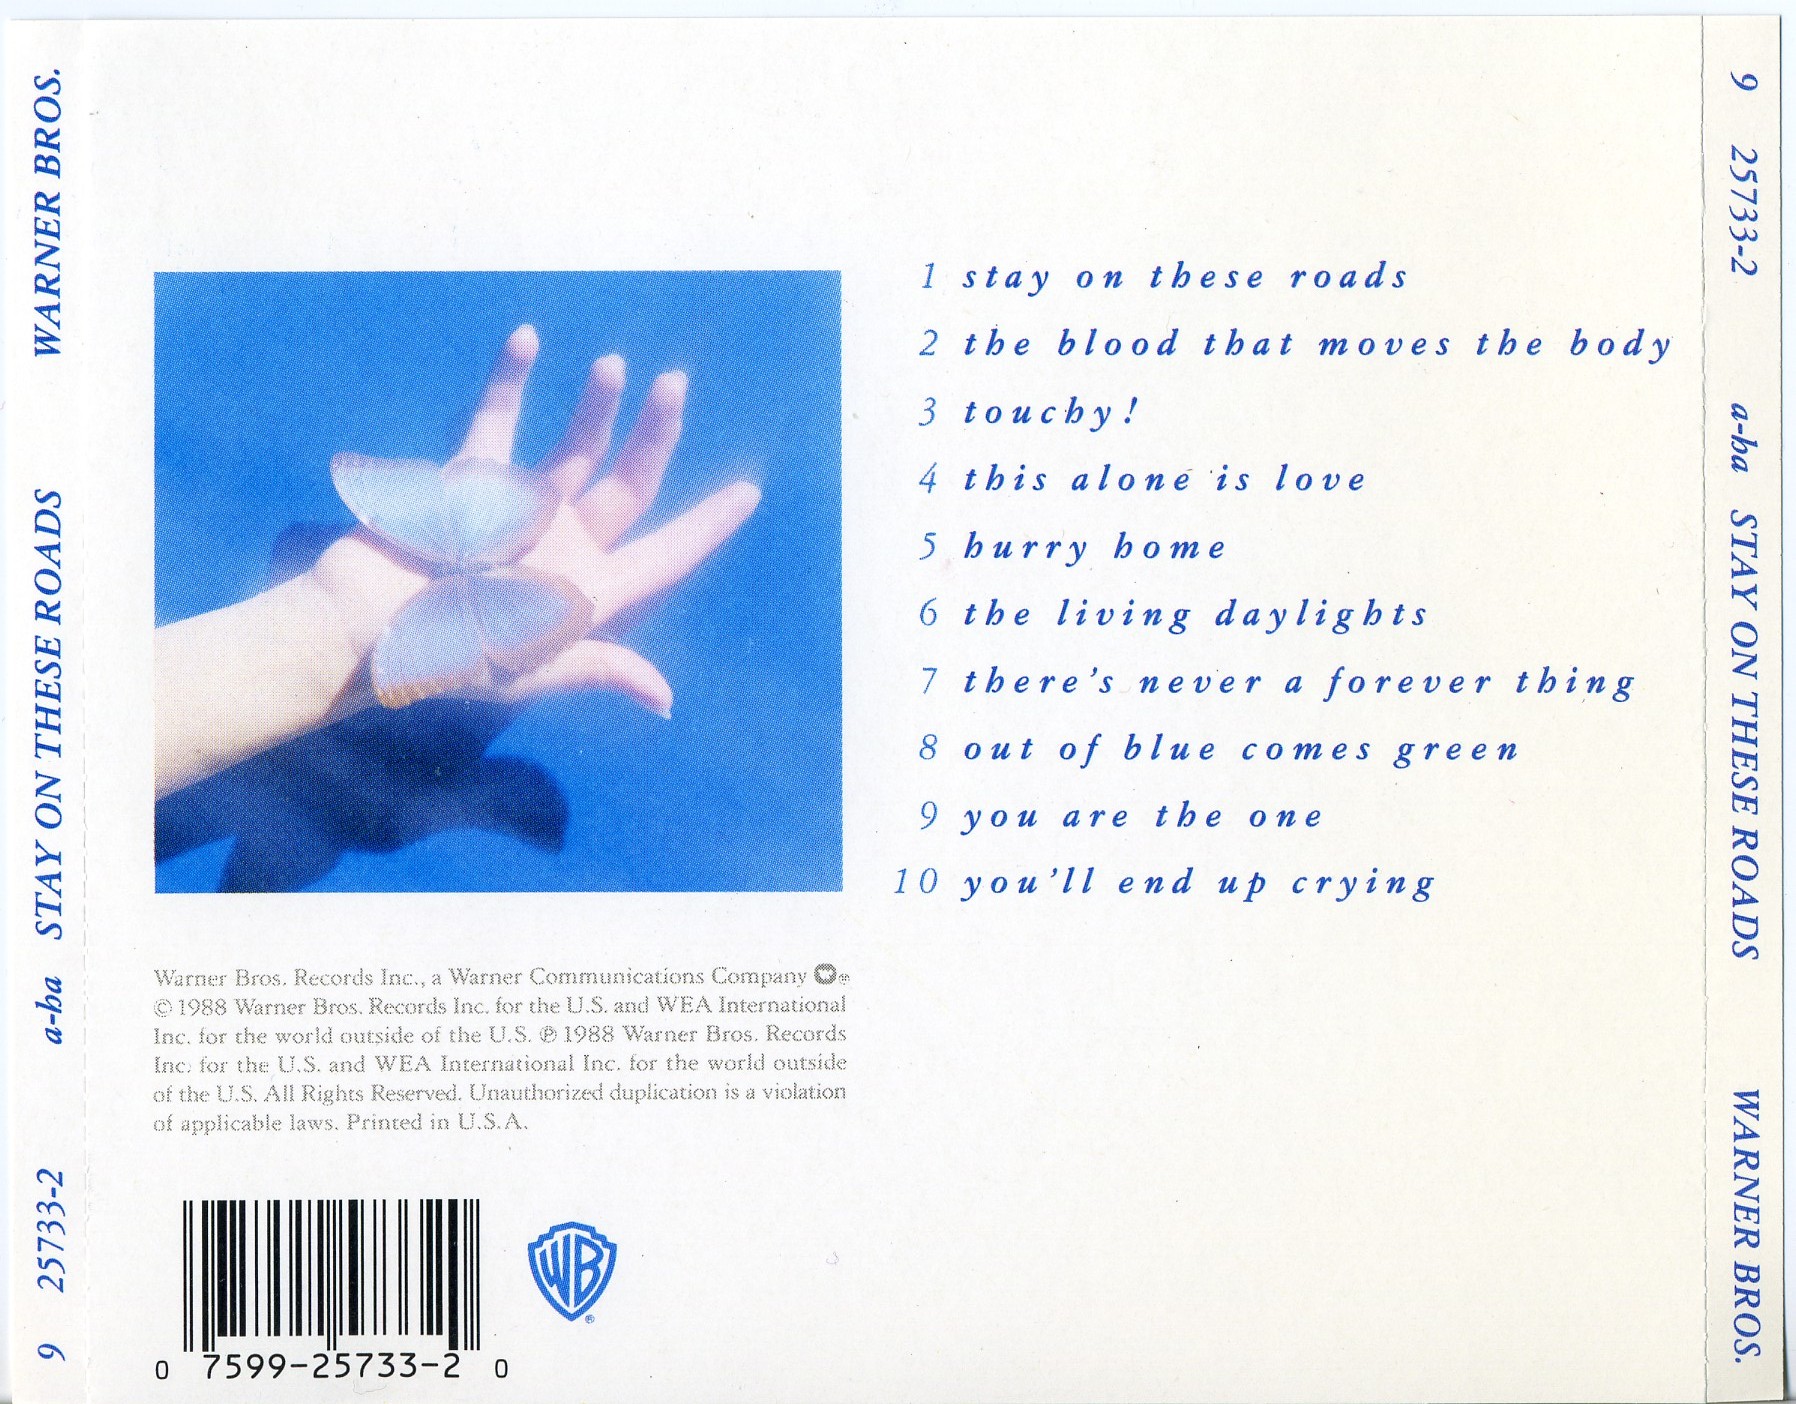 WARNER BROS.
a-ha STAY ON THESE ROADS
9 25733-2
1 stay on these roads
2 the blood that moves the body
3 touchy!
4 this alone is love
5 hurry home
6 the living daylights
7 there's never a forever thing
8 out of blue comes green
9 you are the one
10 you'll end up crying
Warner Bros. Records Inc., a Warner Communications Company ®
© 1988 Warner Bros. Records Inc. for the U.S. and WEA International
Inc. for the world outside of the U.S. ℗ 1988 Warner Bros. Records
Inc. for the U.S. and WEA International Inc. for the world outside
of the U.S. All Rights Reserved. Unauthorized duplication is a violation
of applicable laws. Printed in U.S.A.
0 7599-25733-2 0
WB ®
9 25733-2
a-ha STAY ON THESE ROADS
WARNER BROS.